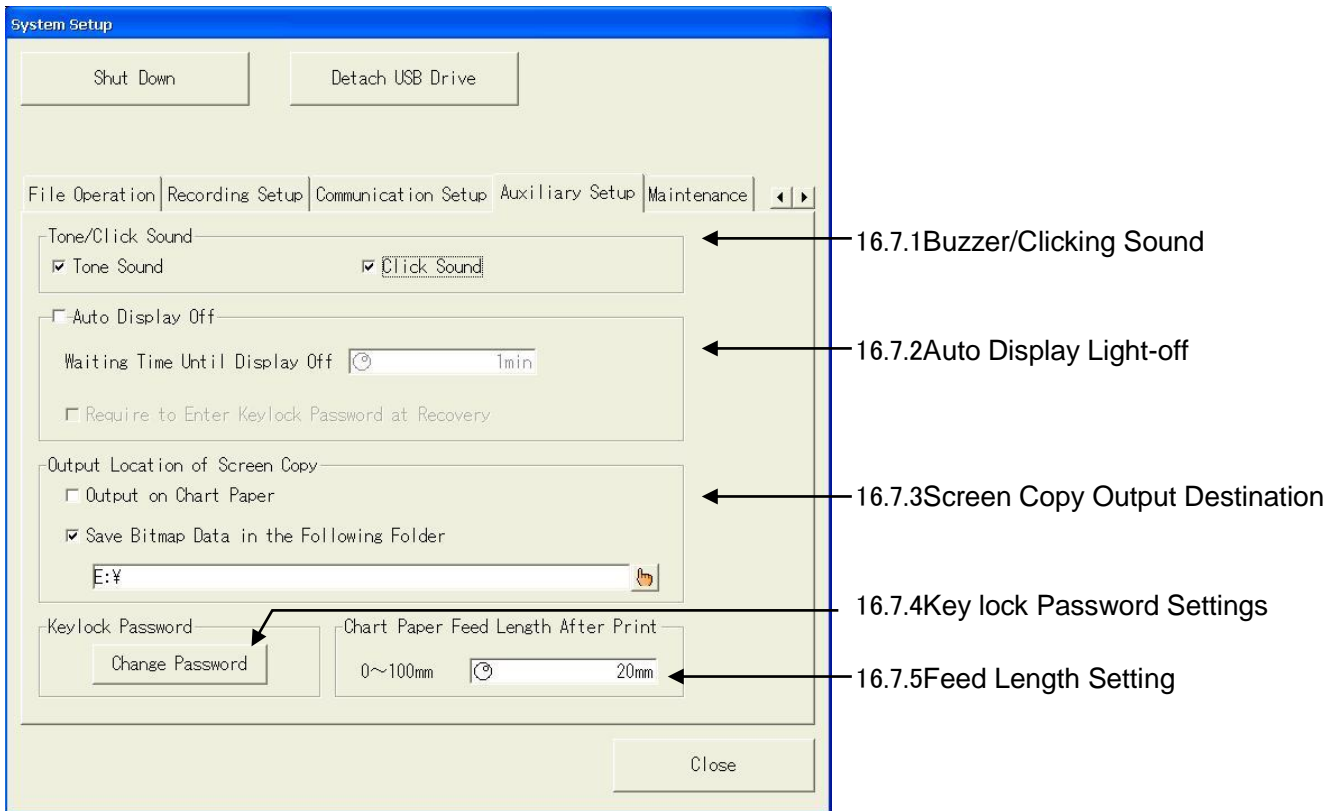 System Setup
Shut Down
Detach USB Drive
File Operation
Recording Setup
Communication Setup
Auxiliary Setup
Maintenance
Tone/Click Sound
Tone Sound
Click Sound
16.7.1Buzzer/Clicking Sound
Auto Display Off
Waiting Time Until Display Off
1min
16.7.2Auto Display Light-off
Require to Enter Keylock Password at Recovery
Output Location of Screen Copy
Output on Chart Paper
16.7.3Screen Copy Output Destination
Save Bitmap Data in the Following Folder
E:¥
16.7.4Key lock Password Settings
Keylock Password
Change Password
Chart Paper Feed Length After Print
0～100mm
20mm
16.7.5Feed Length Setting
Close